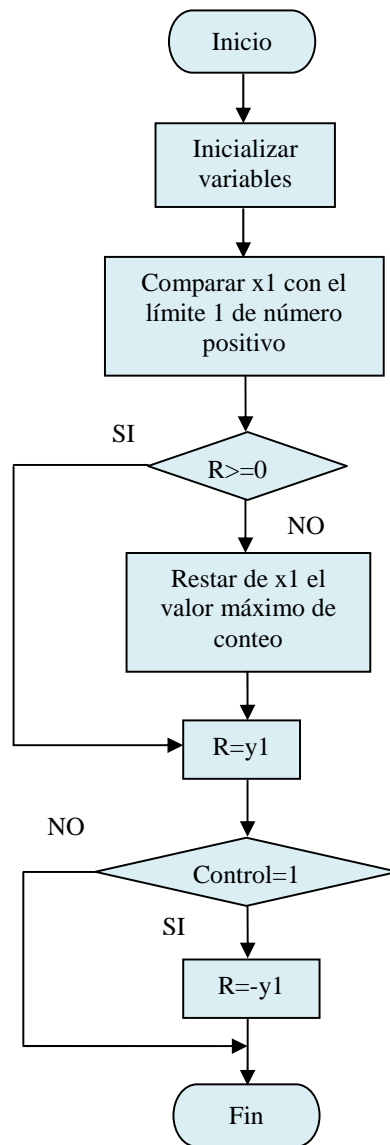 Inicio
Inicializar
variables
Comparar x1 con el
límite 1 de número
positivo
SI
R>=0
NO
Restar de x1 el
valor máximo de
conteo
R=y1
NO
Control=1
SI
R=-y1
Fin